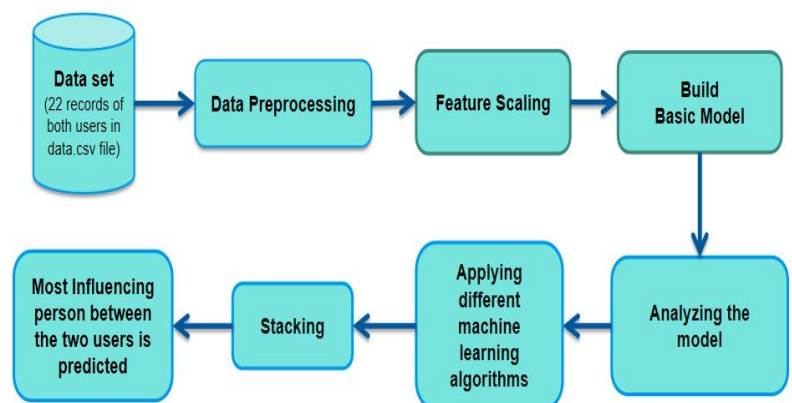 Data set
(22 records of
both users in
data.csv file)
Data Preprocessing
Feature Scaling
Build
Basic Model
Analyzing the
model
Applying
different
machine
learning
algorithms
Stacking
Most Influencing
person between
the two users is
predicted